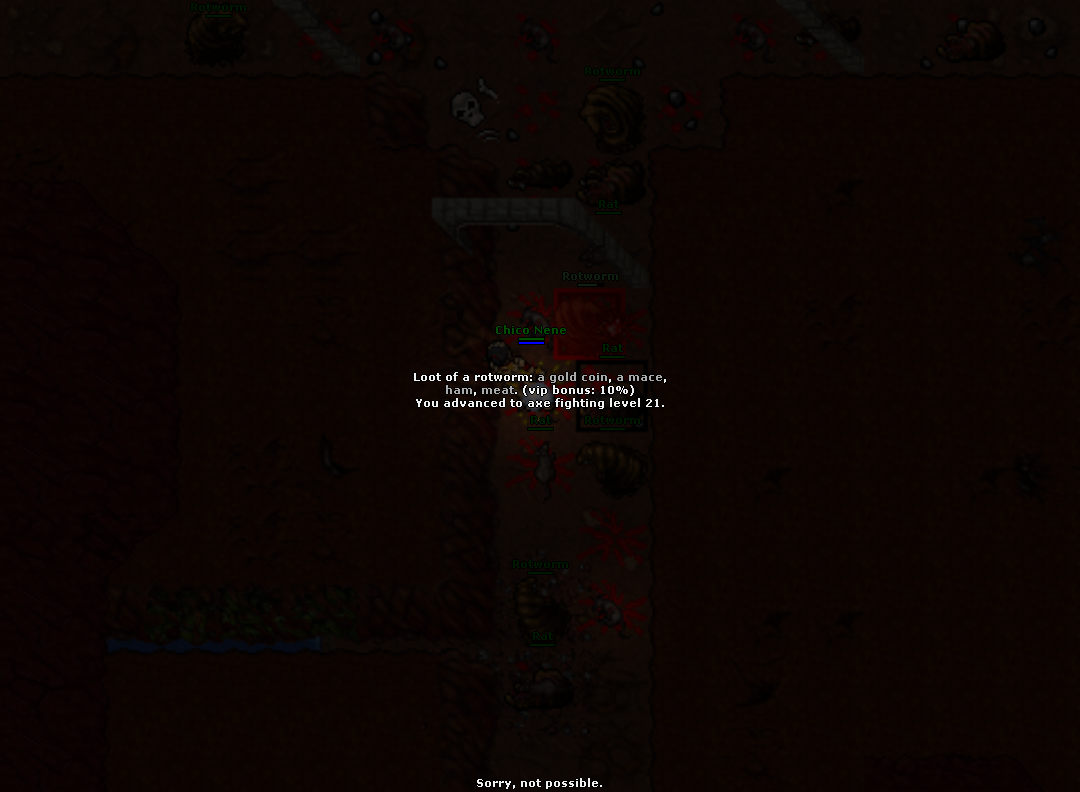 Rotworm
Rotworm
Rat
Rotworm
Chico Nene
Rat
Loot of a rotworm: a gold coin, a mace,
ham, meat. (vip bonus: 10%)
You advanced to axe fighting level 21.
Rat
Rotworm
Rotworm
Rat
Sorry, not possible.